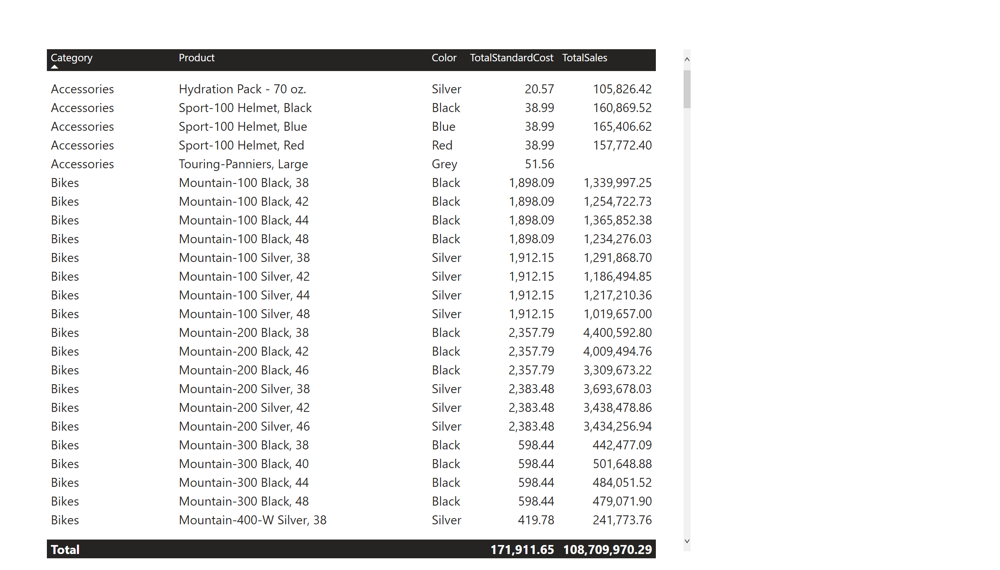 Category Product Color TotalStandardCost TotalSales
Accessories Hydration Pack - 70 oz. Silver 20.57 105,826.42
Accessories Sport-100 Helmet, Black Black 38.99 160,869.52
Accessories Sport-100 Helmet, Blue Blue 38.99 165,406.62
Accessories Sport-100 Helmet, Red Red 38.99 157,772.40
Accessories Touring-Panniers, Large Grey 51.56
Bikes Mountain-100 Black, 38 Black 1,898.09 1,339,997.25
Bikes Mountain-100 Black, 42 Black 1,898.09 1,254,722.73
Bikes Mountain-100 Black, 44 Black 1,898.09 1,365,852.38
Bikes Mountain-100 Black, 48 Black 1,898.09 1,234,276.03
Bikes Mountain-100 Silver, 38 Silver 1,912.15 1,291,868.70
Bikes Mountain-100 Silver, 42 Silver 1,912.15 1,186,494.85
Bikes Mountain-100 Silver, 44 Silver 1,912.15 1,217,210.36
Bikes Mountain-100 Silver, 48 Silver 1,912.15 1,019,657.00
Bikes Mountain-200 Black, 38 Black 2,357.79 4,400,592.80
Bikes Mountain-200 Black, 42 Black 2,357.79 4,009,494.76
Bikes Mountain-200 Black, 46 Black 2,357.79 3,309,673.22
Bikes Mountain-200 Silver, 38 Silver 2,383.48 3,693,678.03
Bikes Mountain-200 Silver, 42 Silver 2,383.48 3,438,478.86
Bikes Mountain-200 Silver, 46 Silver 2,383.48 3,434,256.94
Bikes Mountain-300 Black, 38 Black 598.44 442,477.09
Bikes Mountain-300 Black, 40 Black 598.44 501,648.88
Bikes Mountain-300 Black, 44 Black 598.44 484,051.52
Bikes Mountain-300 Black, 48 Black 598.44 479,071.90
Bikes Mountain-400-W Silver, 38 Silver 419.78 241,773.76
Total 171,911.65 108,709,970.29